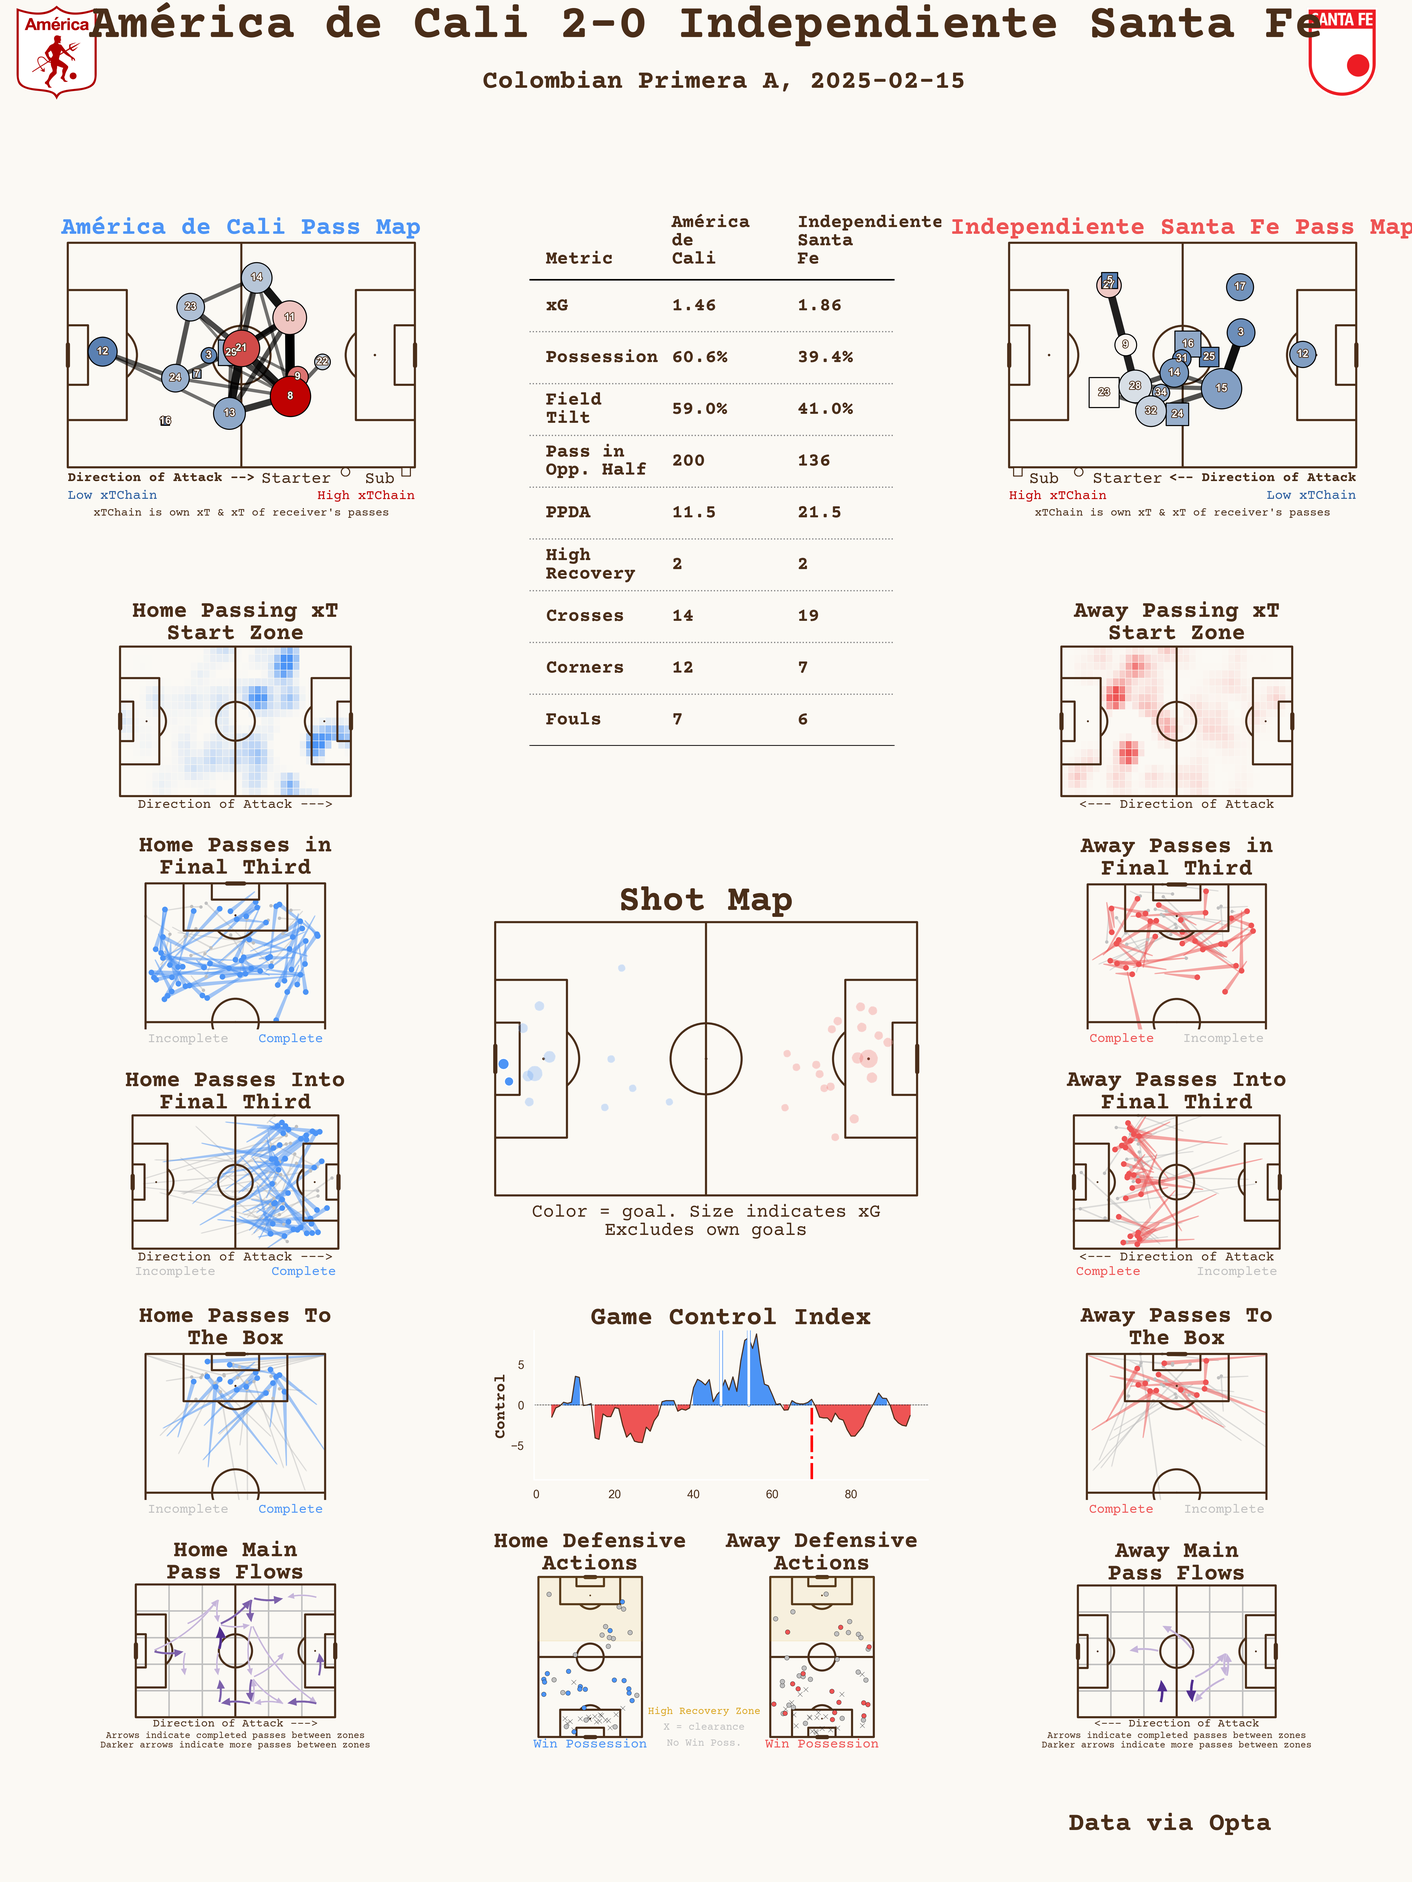 América de Cali 2-0 Independiente Santa Fe
Colombian Primera A, 2025-02-15
América
SANTA FE
América de Cali Pass Map
14
23
11
12
3
29
21
22
24
7
9
8
13
16
Direction of Attack --> Starter Sub
Low xTChain High xTChain
xTChain is own xT & xT of receiver's passes
Metric América de Cali Independiente Santa Fe
xG 1.46 1.86
Possession 60.6% 39.4%
Field Tilt 59.0% 41.0%
Pass in Opp. Half 200 136
PPDA 11.5 21.5
High Recovery 2 2
Crosses 14 19
Corners 12 7
Fouls 7 6
Independiente Santa Fe Pass Map
5
27
17
3
9
16
31
25
12
14
28
23
34
15
32
24
Sub Starter <-- Direction of Attack
High xTChain Low xTChain
xTChain is own xT & xT of receiver's passes
Home Passing xT
Start Zone
Direction of Attack --->
Away Passing xT
Start Zone
<--- Direction of Attack
Home Passes in
Final Third
Incomplete Complete
Away Passes in
Final Third
Complete Incomplete
Shot Map
Color = goal. Size indicates xG
Excludes own goals
Home Passes Into
Final Third
Direction of Attack --->
Incomplete Complete
Away Passes Into
Final Third
<--- Direction of Attack
Complete Incomplete
Home Passes To
The Box
Incomplete Complete
Game Control Index
Control
5
0
−5
0 20 40 60 80
Away Passes To
The Box
Complete Incomplete
Home Main
Pass Flows
Direction of Attack --->
Arrows indicate completed passes between zones
Darker arrows indicate more passes between zones
Home Defensive
Actions
Win Possession
High Recovery Zone
X = clearance
No Win Poss.
Away Defensive
Actions
Win Possession
Away Main
Pass Flows
<--- Direction of Attack
Arrows indicate completed passes between zones
Darker arrows indicate more passes between zones
Data via Opta